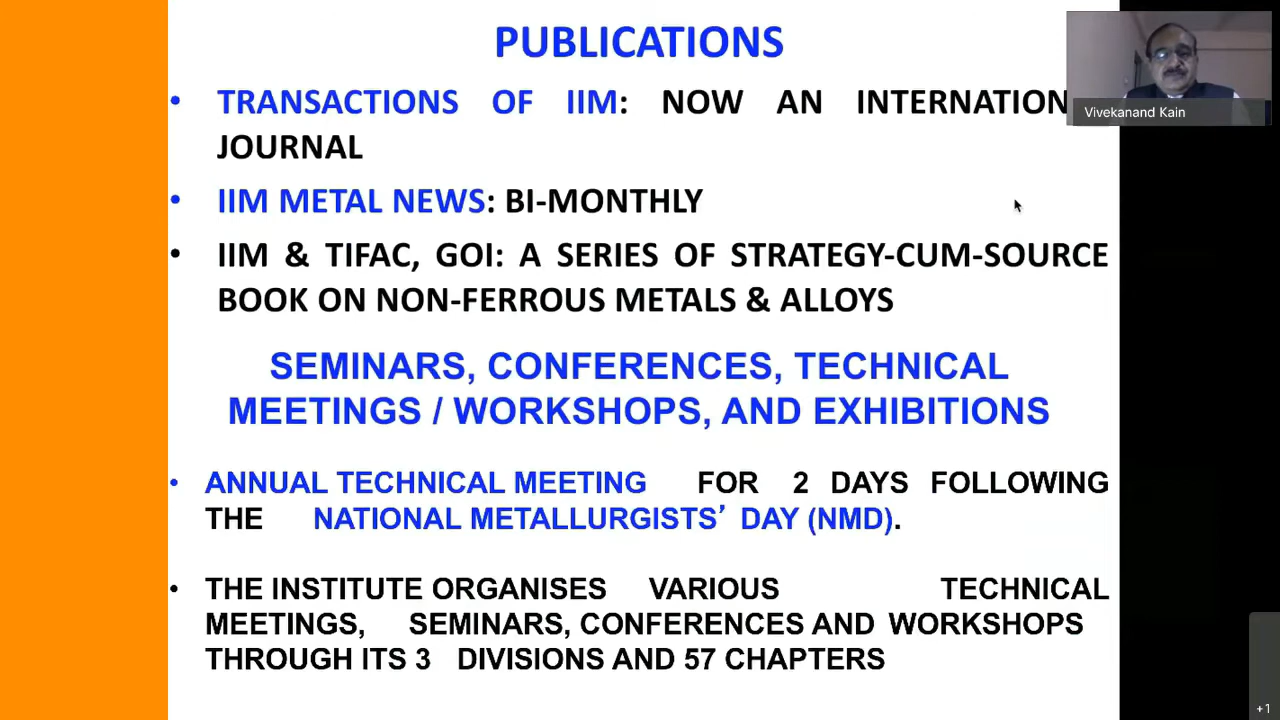 PUBLICATIONS
• TRANSACTIONS OF IIM: NOW AN INTERNATION
JOURNAL
• IIM METAL NEWS: BI-MONTHLY
• IIM & TIFAC, GOI: A SERIES OF STRATEGY-CUM-SOURCE
BOOK ON NON-FERROUS METALS & ALLOYS
SEMINARS, CONFERENCES, TECHNICAL
MEETINGS / WORKSHOPS, AND EXHIBITIONS
• ANNUAL TECHNICAL MEETING FOR 2 DAYS FOLLOWING
THE NATIONAL METALLURGISTS’ DAY (NMD).
• THE INSTITUTE ORGANISES VARIOUS TECHNICAL
MEETINGS, SEMINARS, CONFERENCES AND WORKSHOPS
THROUGH ITS 3 DIVISIONS AND 57 CHAPTERS
Vivekanand Kain
+1